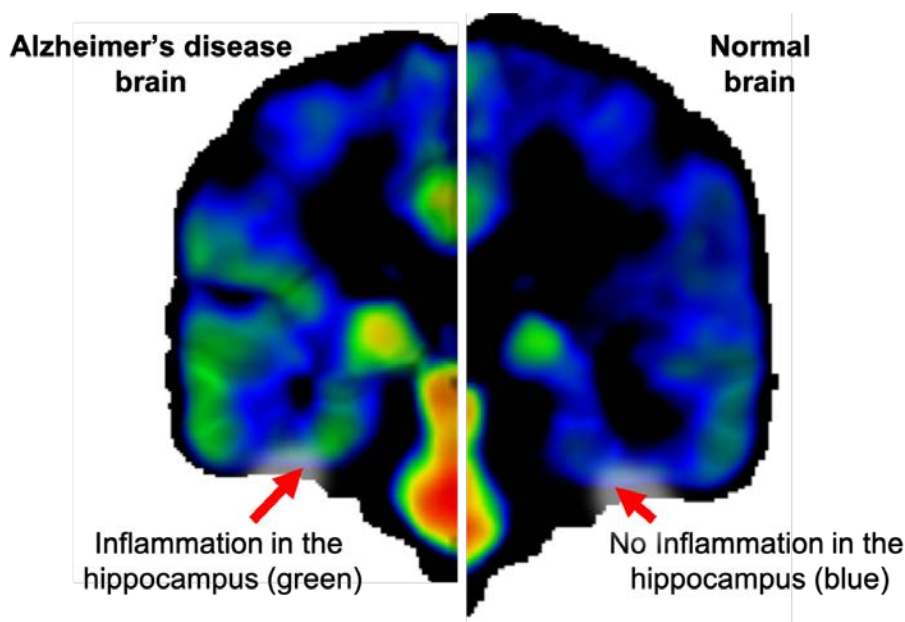 Alzheimer's disease
brain
Normal
brain
Inflammation in the
hippocampus (green)
No Inflammation in the
hippocampus (blue)